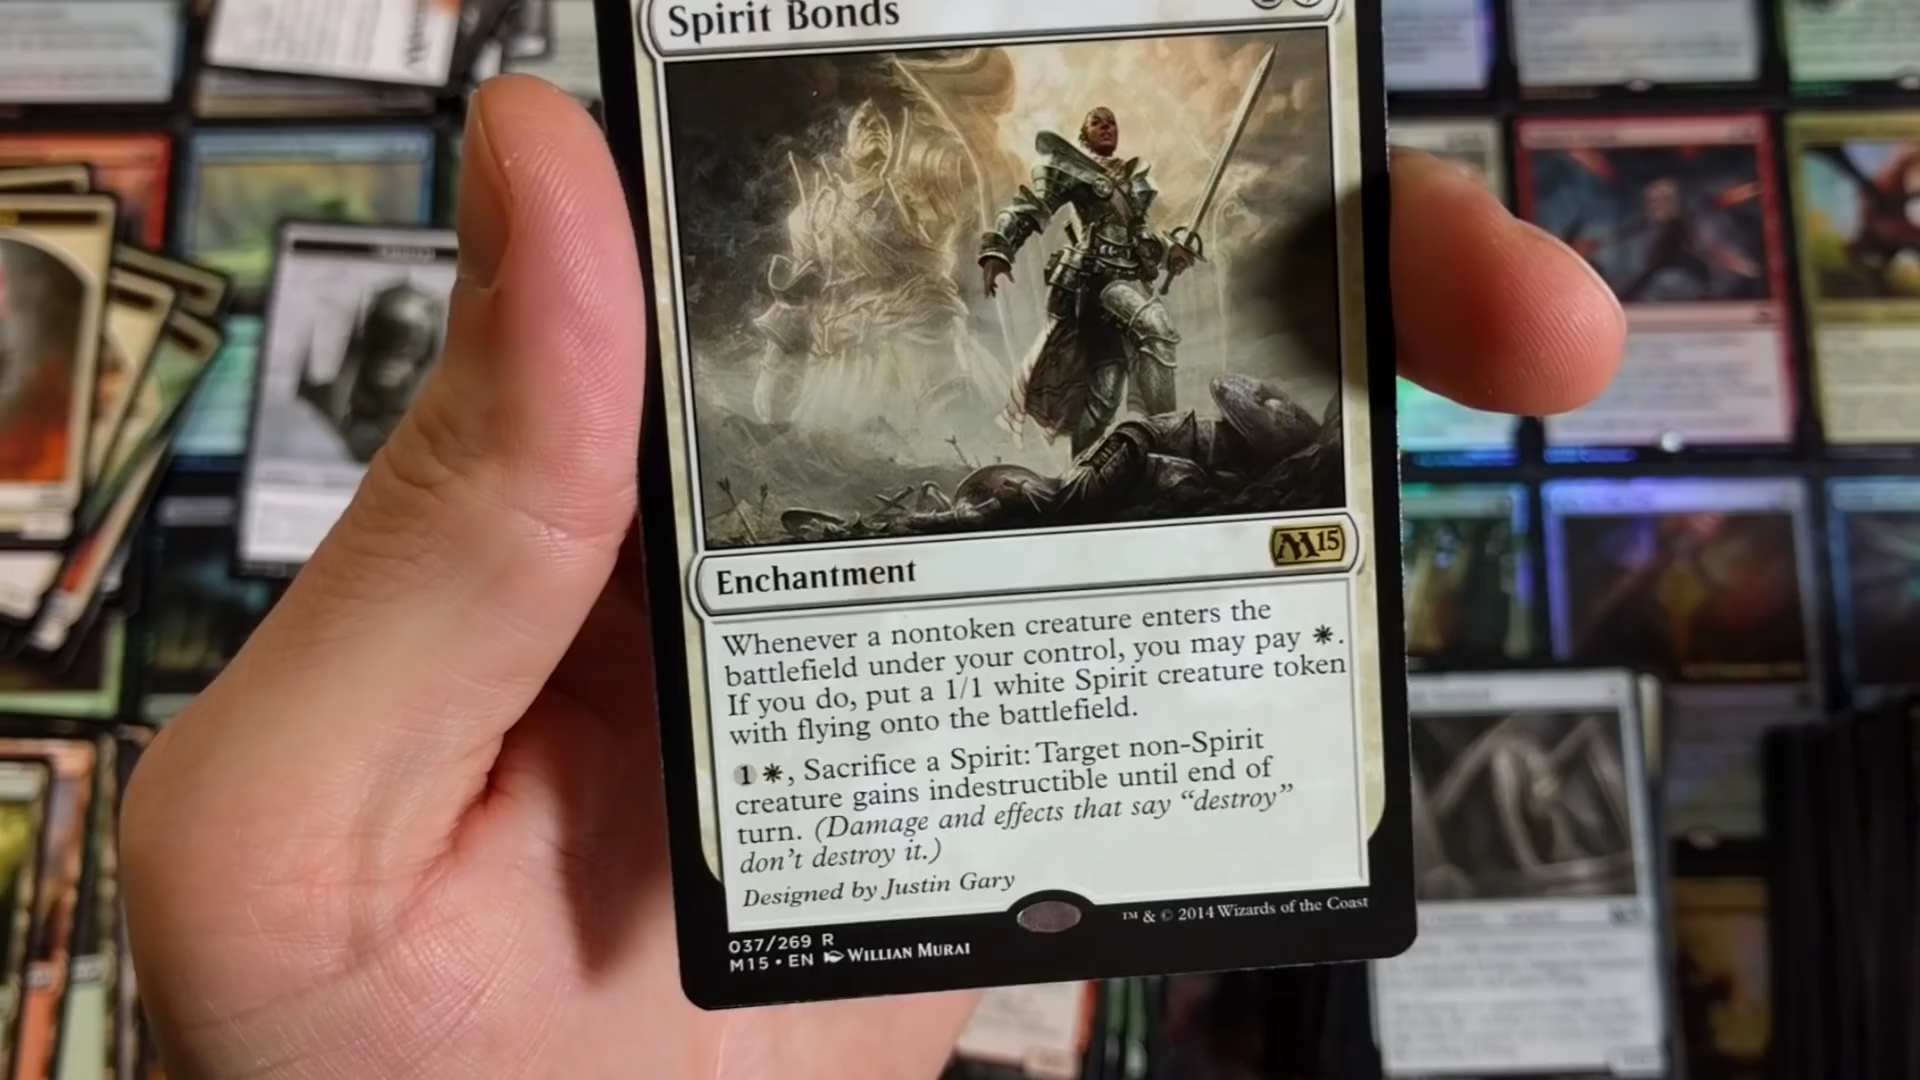 Spirit Bonds
Enchantment
M15
Whenever a nontoken creature enters the
battlefield under your control, you may pay ☀.
If you do, put a 1/1 white Spirit creature token
with flying onto the battlefield.
1☀, Sacrifice a Spirit: Target non-Spirit
creature gains indestructible until end of
turn. (Damage and effects that say “destroy”
don’t destroy it.)
Designed by Justin Gary
™ & © 2014 Wizards of the Coast
037/269 R
M15 • EN WILLIAN MURAI